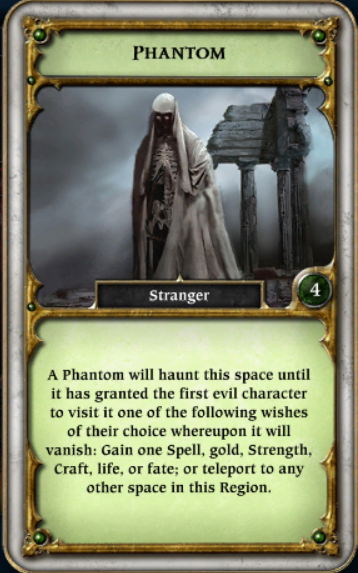 PHANTOM
Stranger
4
A Phantom will haunt this space until
it has granted the first evil character
to visit it one of the following wishes
of their choice whereupon it will
vanish: Gain one Spell, gold, Strength,
Craft, life, or fate; or teleport to any
other space in this Region.